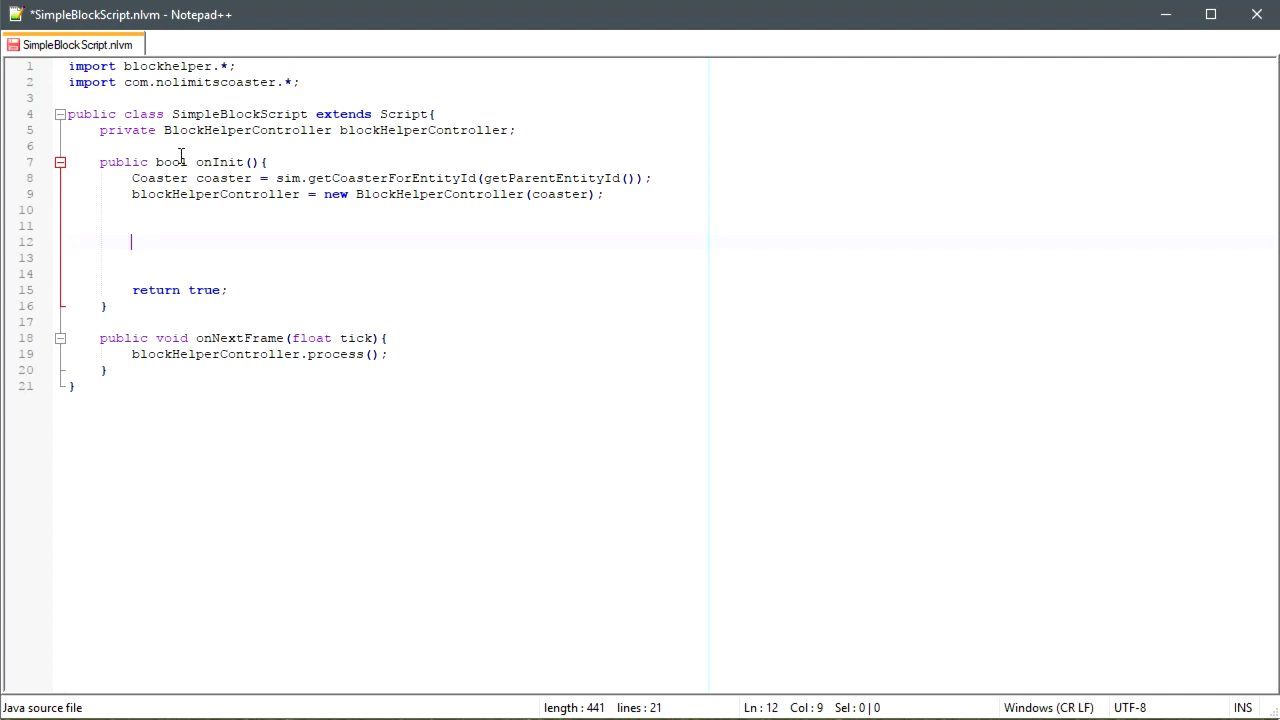 *SimpleBlockScript.nlvm - Notepad++
SimpleBlockScript.nlvm
1 import blockhelper.*;
2 import com.nolimitscoaster.*;
3
4 public class SimpleBlockScript extends Script{
5 private BlockHelperController blockHelperController;
6
7 public bool onInit(){
8 Coaster coaster = sim.getCoasterForEntityId(getParentEntityId());
9 blockHelperController = new BlockHelperController(coaster);
10
11
12
13
14
15 return true;
16 }
17
18 public void onNextFrame(float tick){
19 blockHelperController.process();
20 }
21 }
Java source file length : 441 lines : 21 Ln : 12 Col : 9 Sel : 0 | 0 Windows (CR LF) UTF-8 INS